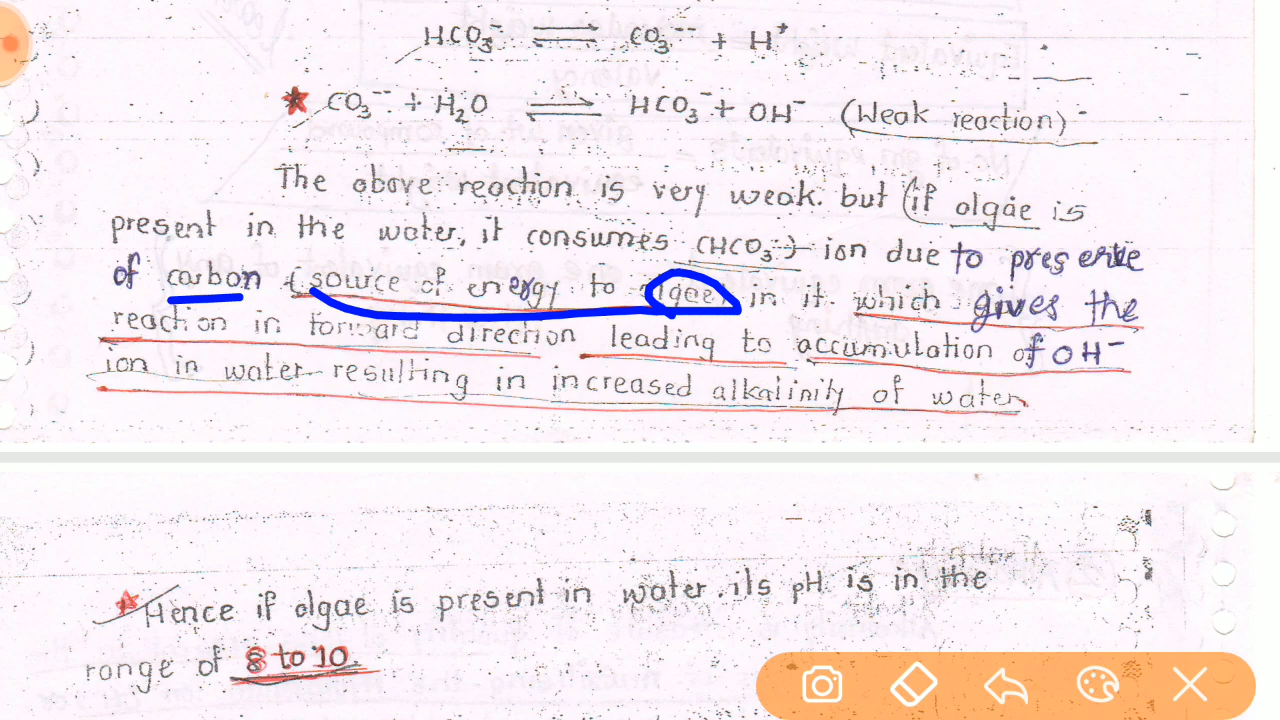 HCO₃⁻ ⇌ CO₃⁻⁻ + H⁺
★ CO₃⁻⁻ + H₂O ⇌ HCO₃⁻ + OH⁻ (Weak reaction)
The above reaction is very weak. but (if algae is
present in the water, it consumes (HCO₃⁻) ion due to
of carbon (source of energy to algae) in it which gives the
reaction in forward direction leading to accumulation of OH⁻
ion in water resulting in increased alkalinity of water
★ Hence if algae is present in water. its pH is in the
range of 8 to 10.